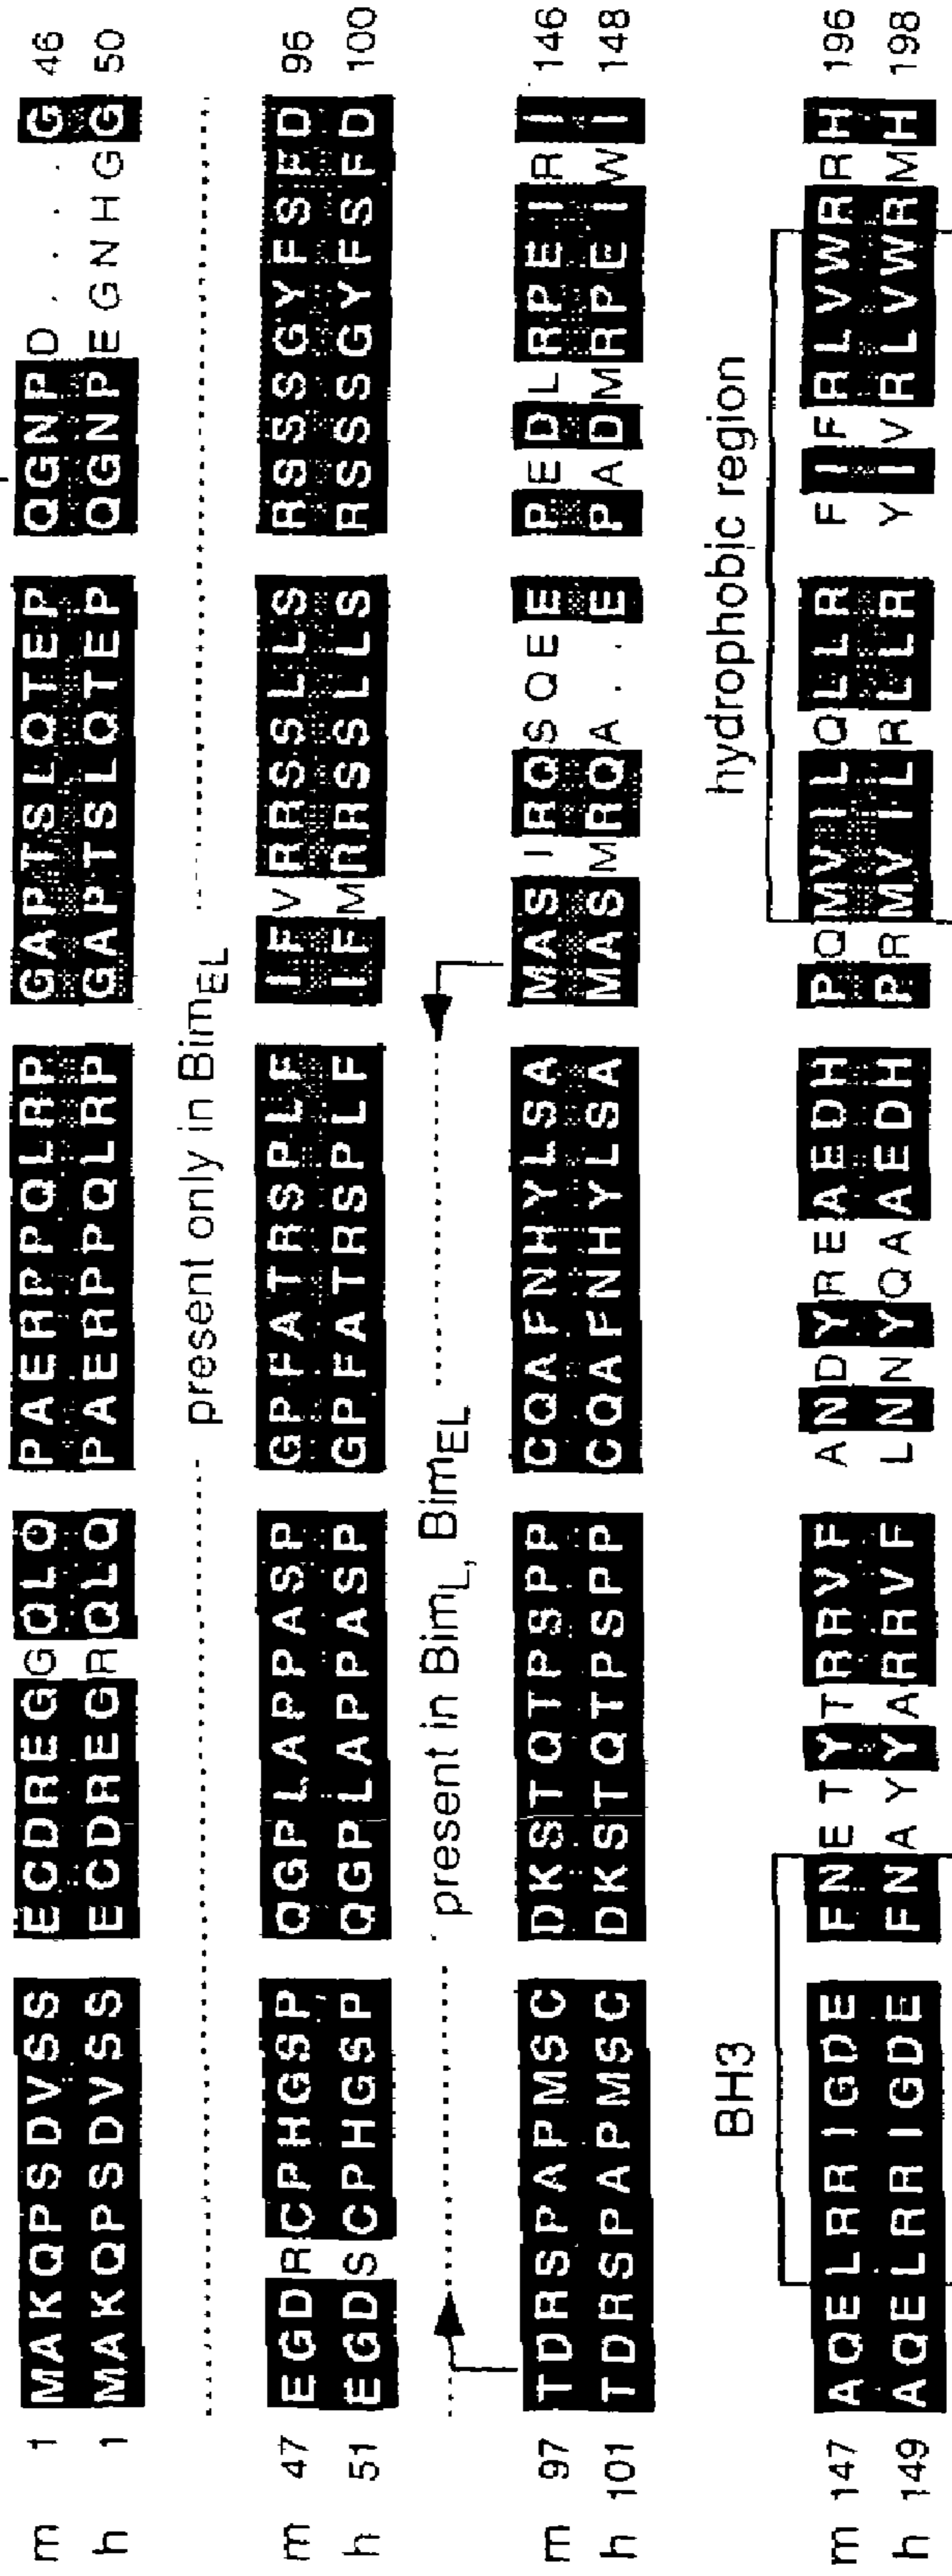 m 1 MAKQPSDVSS ECDREGGQLQ PAERPPQLRP GAPTSLQTEP QGNPD....G 46
h 1 MAKQPSDVSS ECDREGRQLQ PAERPPQLRP GAPTSLQTEP QGNPEGNHGG 50
present only in BimEL
m 47 EGDRCPHGSP QGPLAPPASP GPFATRSPLF IFVRRSSLLS RSSSGYFSFD 96
h 51 EGDSCPHGSP QGPLAPPASP GPFATRSPLF IFMRRSSLLS RSSSGYFSFD 100
present in BimL, BimEL
m 97 TDRSPAPMSC DKSTQTPSPP CQAFNHYLSA MASIRQSQEE PEDLRPEIRI 146
h 101 TDRSPAPMSC DKSTQTPSPP CQAFNHYLSA MASMRQA..E PADMRPEIWI 148
BH3 hydrophobic region
m 147 AQELRRIGDE FNETYTRRVF ANDYREAEDH PQMVILQLLR FIFRLVWRRH 196
h 149 AQELRRIGDE FNAYYARRVF LNNYQAAEDH PRMVILRLLR YIVRLVWRMH 198